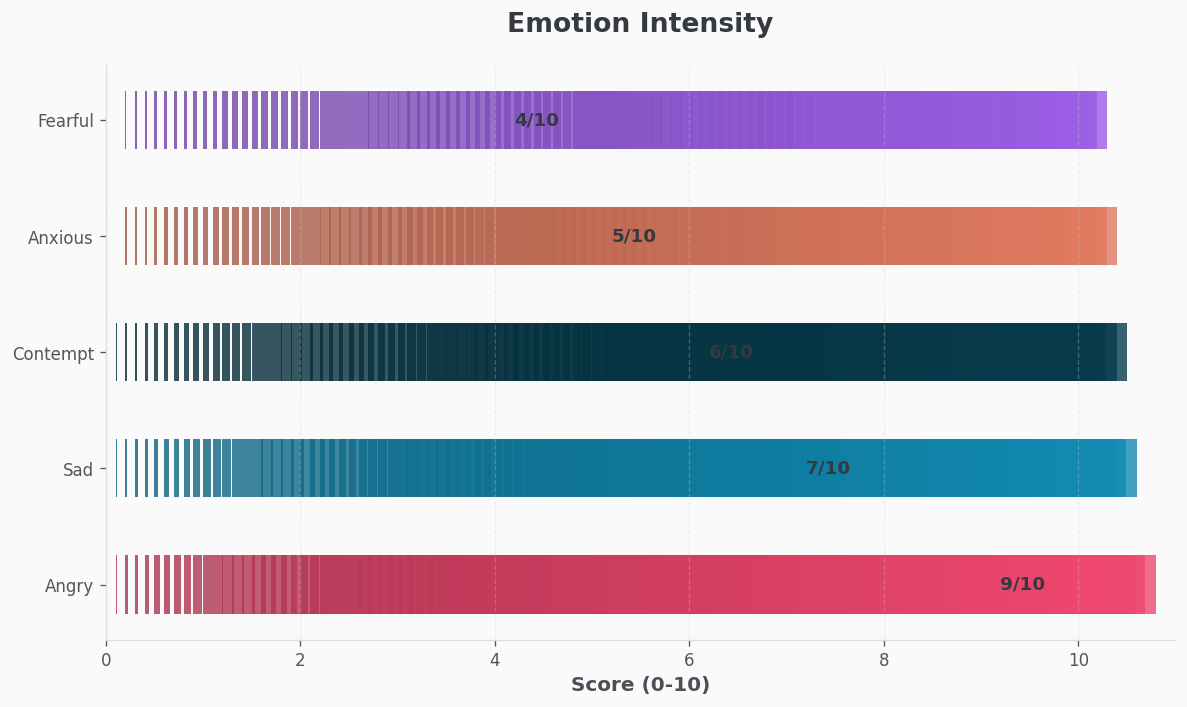 Emotion Intensity
Fearful
4/10
Anxious
5/10
Contempt
6/10
Sad
7/10
Angry
9/10
0 2 4 6 8 10
Score (0-10)